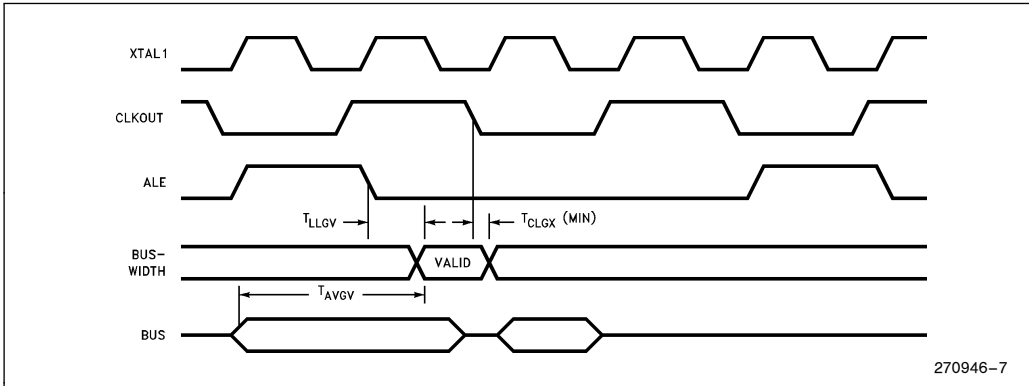 XTAL1
CLKOUT
ALE
TLLGV
TCLGX (MIN)
BUS-
WIDTH
VALID
TAVGV
BUS
270946-7